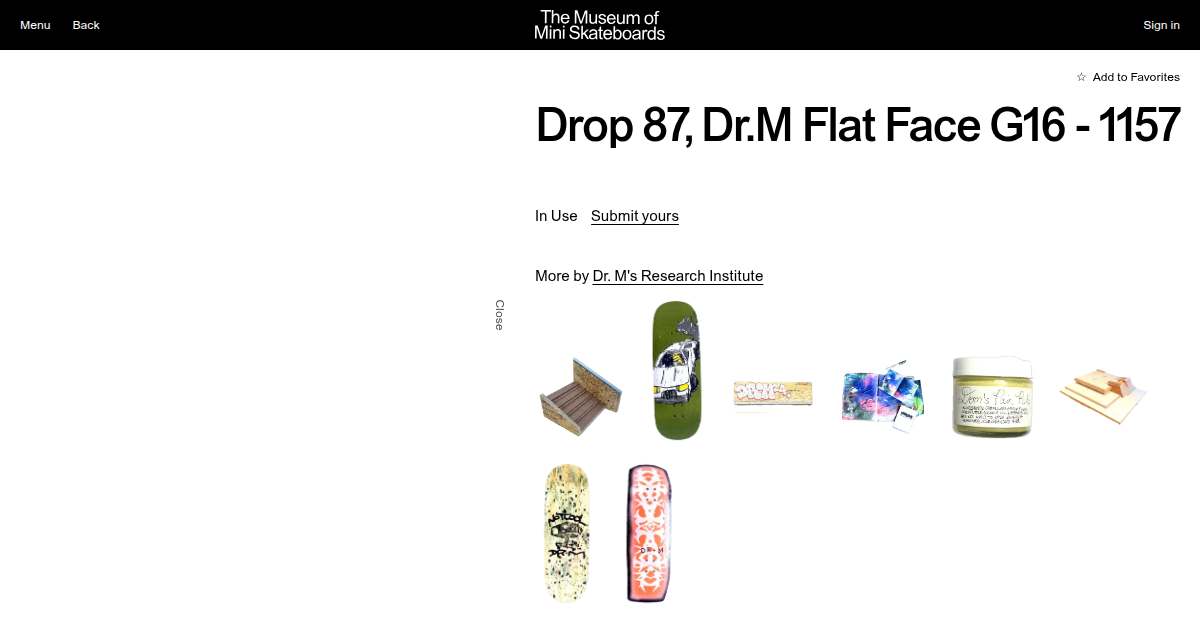 Menu
Back
The Museum of
Mini Skateboards
Sign in
☆ Add to Favorites
Drop 87, Dr.M Flat Face G16 - 1157
In Use
Submit yours
More by Dr. M's Research Institute
Close